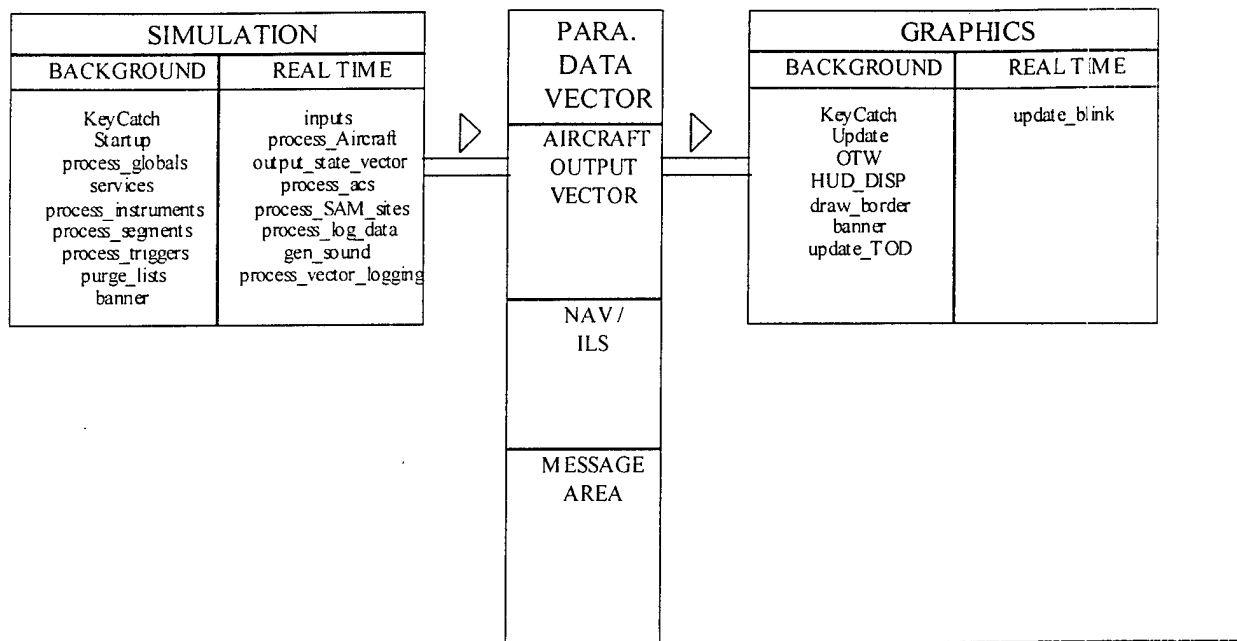 SIMULATION
BACKGROUND
REAL TIME
KeyCatch
Startup
process_globals
services
process_instruments
process_segments
process_triggers
purge_lists
banner
inputs
process_Aircraft
output_state_vector
process_acs
process_SAM_sites
process_log_data
gen_sound
process_vector_logging
PARA.
DATA
VECTOR
AIRCRAFT
OUTPUT
VECTOR
NAV/
ILS
MESSAGE
AREA
GRAPHICS
BACKGROUND
REAL TIME
KeyCatch
Update
OTW
HUD_DISP
draw_border
banner
update_TOD
update_blink